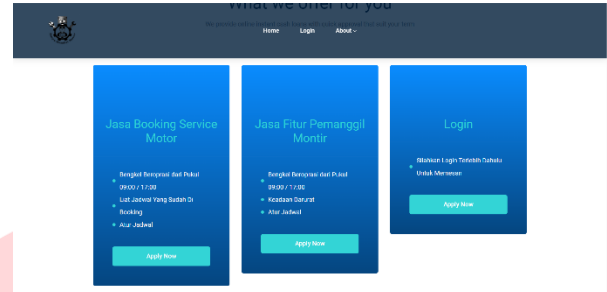 What we offer for you
Home Login About
Jasa Booking Service
Motor
Bengkel Beroprasi dari Pukul
09:00 / 17:00
Liat Jadwal Yang Sudah Di
Booking
Atur Jadwal
Apply Now
Jasa Fitur Pemanggil
Montir
Bengkel Beroprasi dari Pukul
09:00 / 17:00
Keadaan Darurat
Atur Jadwal
Apply Now
Login
Silahkan Login Terlebih Dahulu
Untuk Memesan
Apply Now